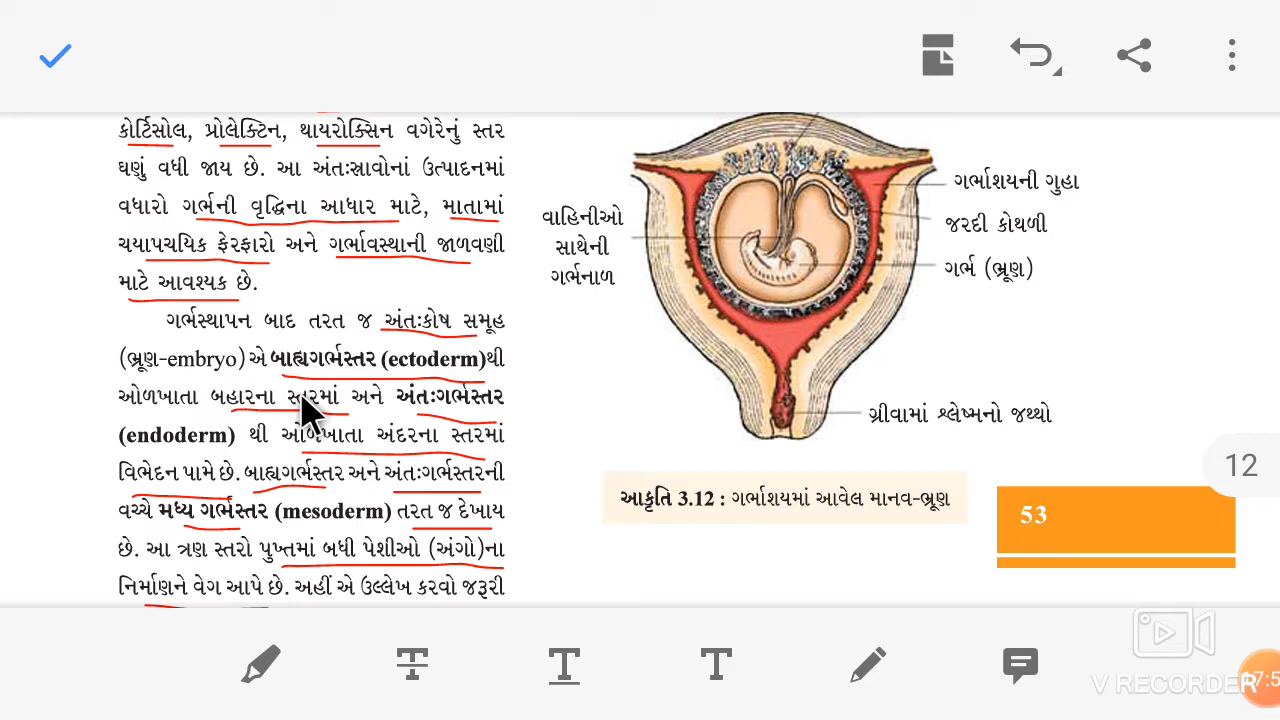 કોર્ટિસોલ, પ્રોલેક્ટિન, થાયરોક્સિન વગેરેનું સ્તર
ઘણું વધી જાય છે. આ અંતઃસ્રાવોનાં ઉત્પાદનમાં
વધારો ગર્ભની વૃદ્ધિના આધાર માટે, માતામાં
ચયાપચયિક ફેરફારો અને ગર્ભાવસ્થાની જાળવણી
માટે આવશ્યક છે.
ગર્ભસ્થાપન બાદ તરત જ અંતઃકોષ સમૂહ
(ભ્રૂણ-embryo) એ બાહ્યગર્ભસ્તર (ectoderm)થી
ઓળખાતા બહારના સ્તરમાં અને અંતઃગર્ભસ્તર
(endoderm) થી ઓળખાતા અંદરના સ્તરમાં
વિભેદન પામે છે. બાહ્યગર્ભસ્તર અને અંતઃગર્ભસ્તરની
વચ્ચે મધ્ય ગર્ભસ્તર (mesoderm) તરત જ દેખાય
છે. આ ત્રણ સ્તરો પુખ્તમાં બધી પેશીઓ (અંગો)ના
નિર્માણને વેગ આપે છે. અહીં એ ઉલ્લેખ કરવો જરૂરી
વાહિનીઓ
સાથેની
ગર્ભનાળ
ગર્ભાશયની ગુહા
જરદી કોથળી
ગર્ભ (ભ્રૂણ)
ગ્રીવામાં શ્લેષ્મનો જથ્થો
આકૃતિ 3.12 : ગર્ભાશયમાં આવેલ માનવ-ભ્રૂણ
53
12
T
T
T
V RECORDER
17:5